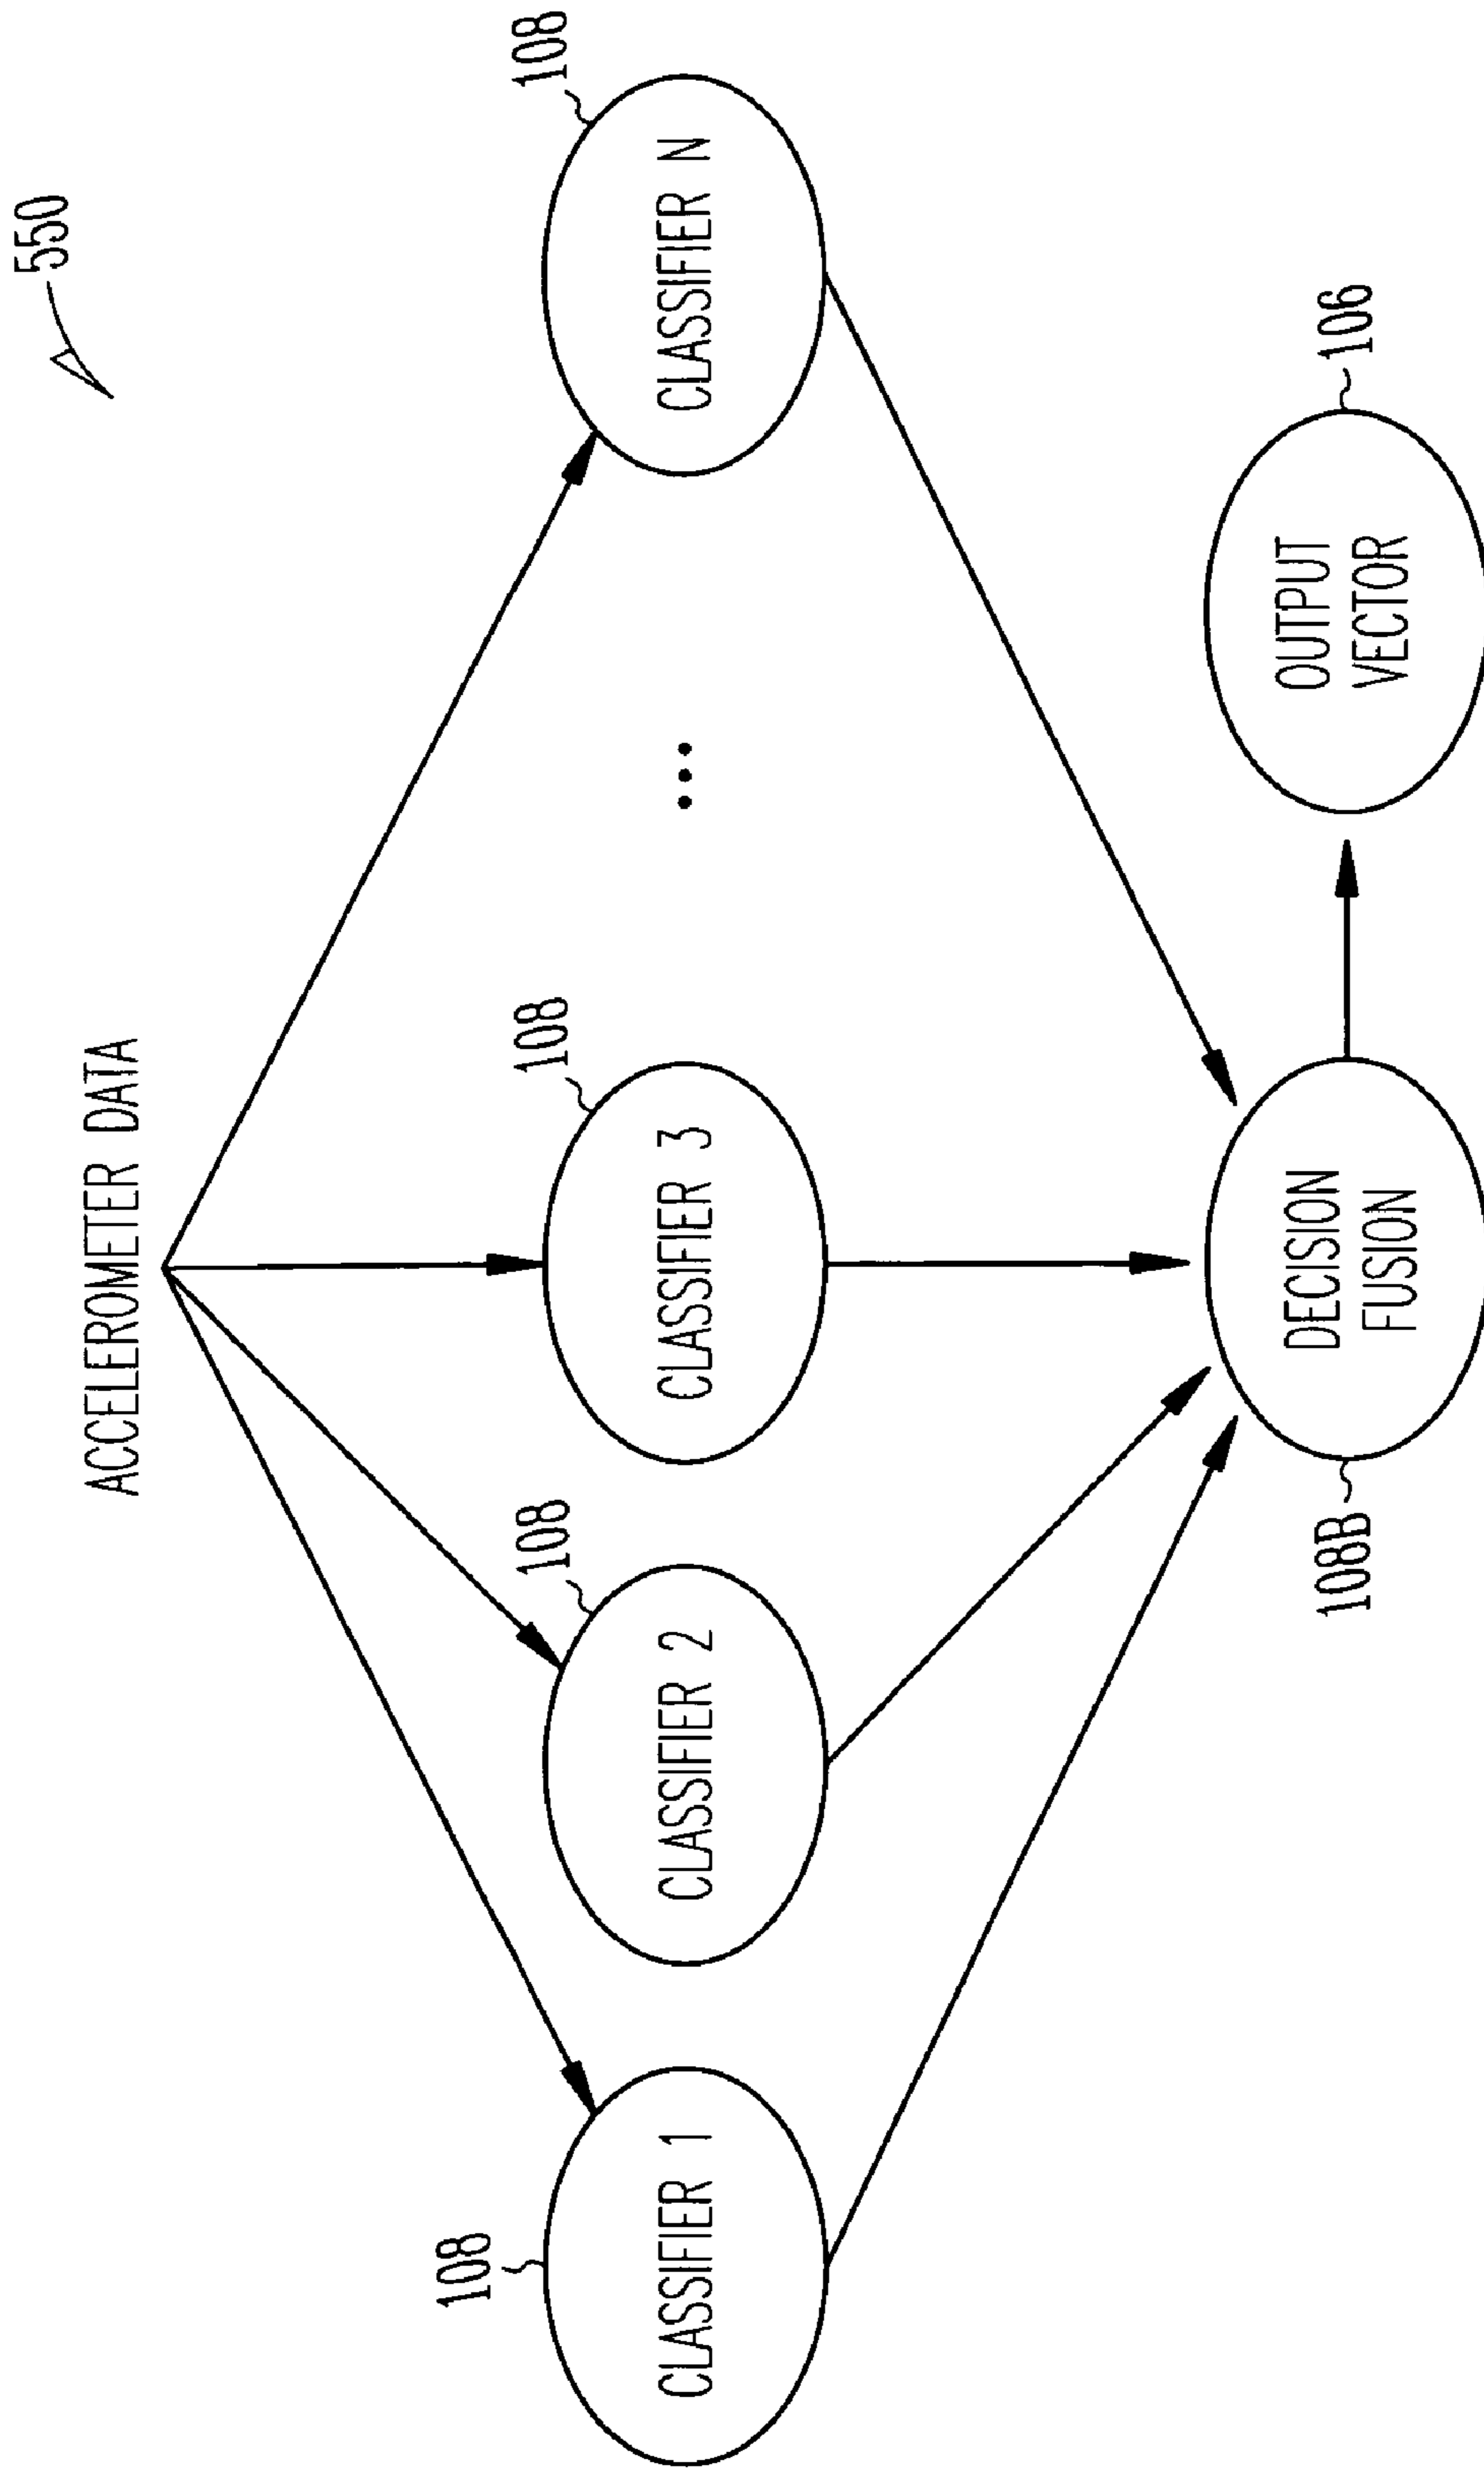 550
ACCELEROMETER DATA
108
108
108
108
CLASSIFIER 1
CLASSIFIER 2
CLASSIFIER 3
...
CLASSIFIER N
108B
DECISION
FUSION
OUTPUT
VECTOR
106